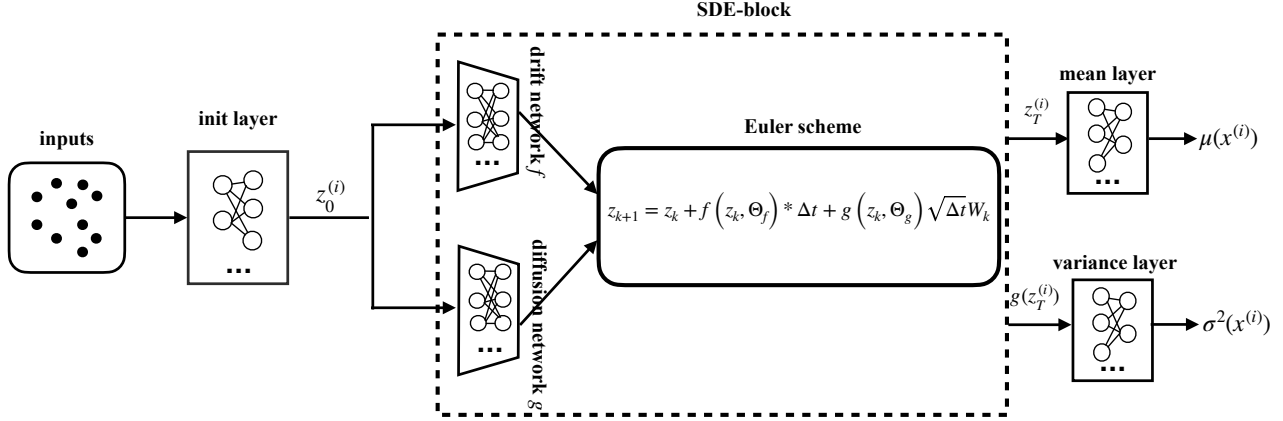 SDE-block
inputs
init layer
z_0^{(i)}
drift network f
diffusion network g
Euler scheme
z_{k+1} = z_k + f (z_k, Θ_f) * Δt + g (z_k, Θ_g) √Δt W_k
z_T^{(i)}
mean layer
μ(x^{(i)})
g(z_T^{(i)})
variance layer
σ^2(x^{(i)})